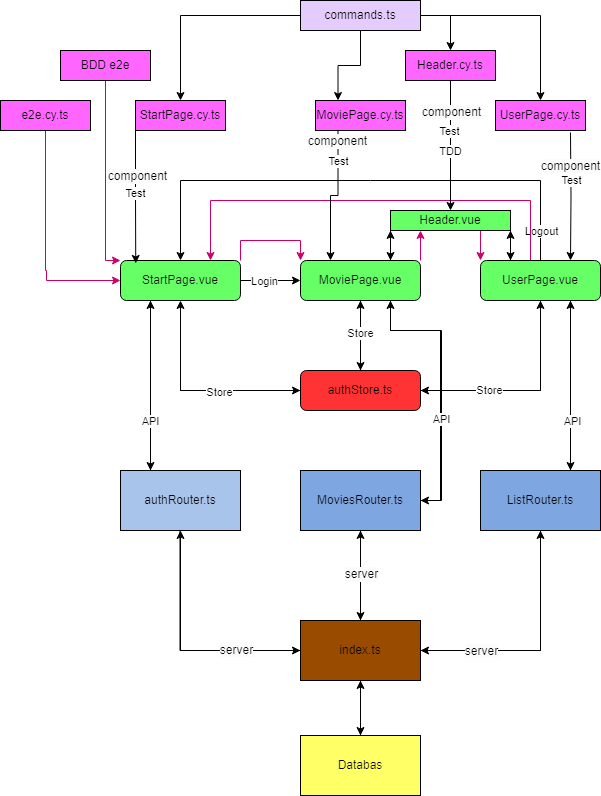 commands.ts
BDD e2e
Header.cy.ts
e2e.cy.ts
StartPage.cy.ts
MoviePage.cy.ts
UserPage.cy.ts
component
Test
TDD
component
Test
component
Test
component
Test
Header.vue
Logout
StartPage.vue
Login
MoviePage.vue
UserPage.vue
Store
Store
authStore.ts
Store
API
API
API
authRouter.ts
MoviesRouter.ts
ListRouter.ts
server
server
index.ts
server
Databas